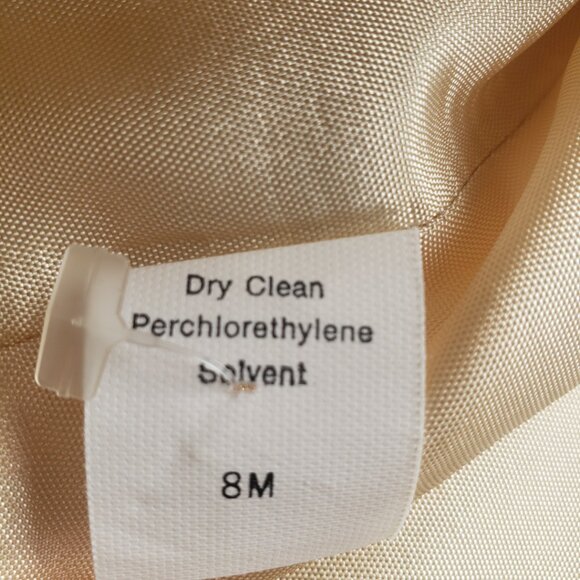 Dry Clean
Perchlorethylene
Solvent
8M